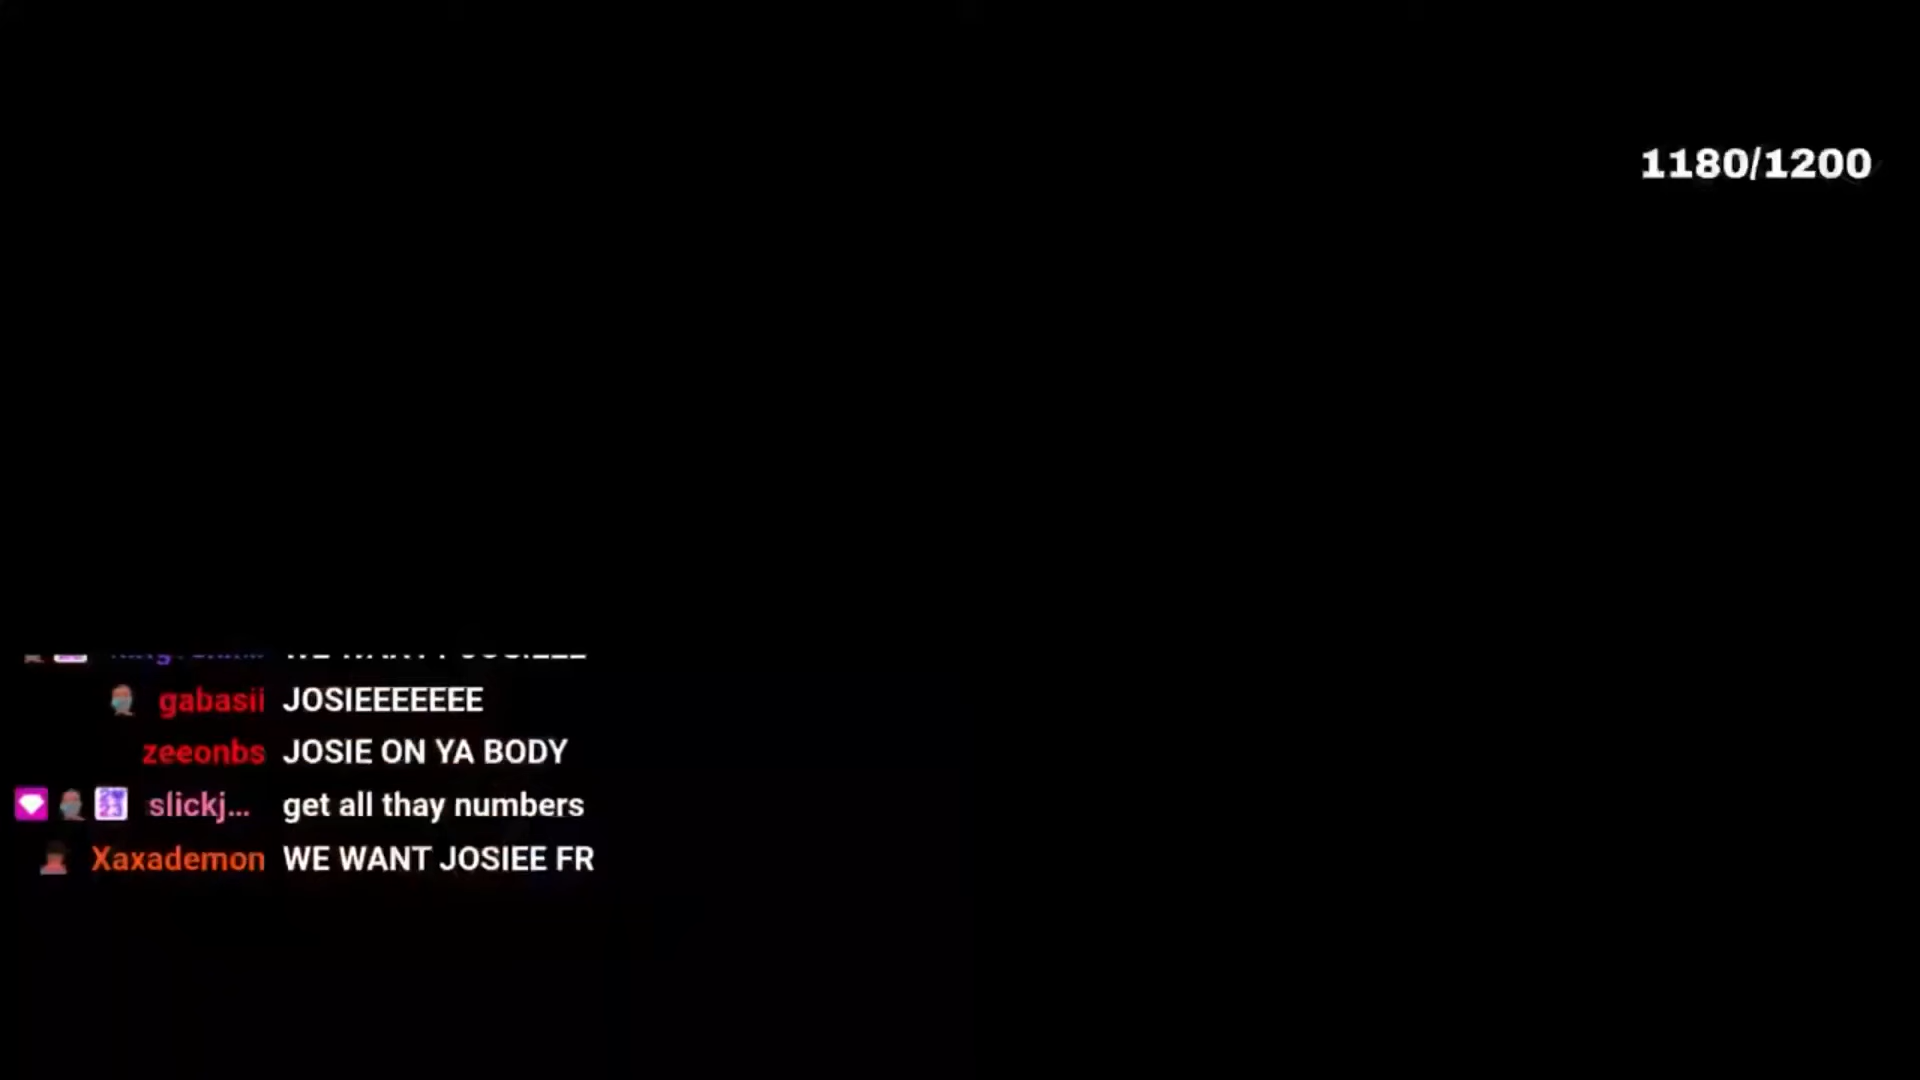 1180/1200
gabasii JOSIEEEEEEE
zeeonbs JOSIE ON YA BODY
slickj... get all thay numbers
Xaxademon WE WANT JOSIEE FR